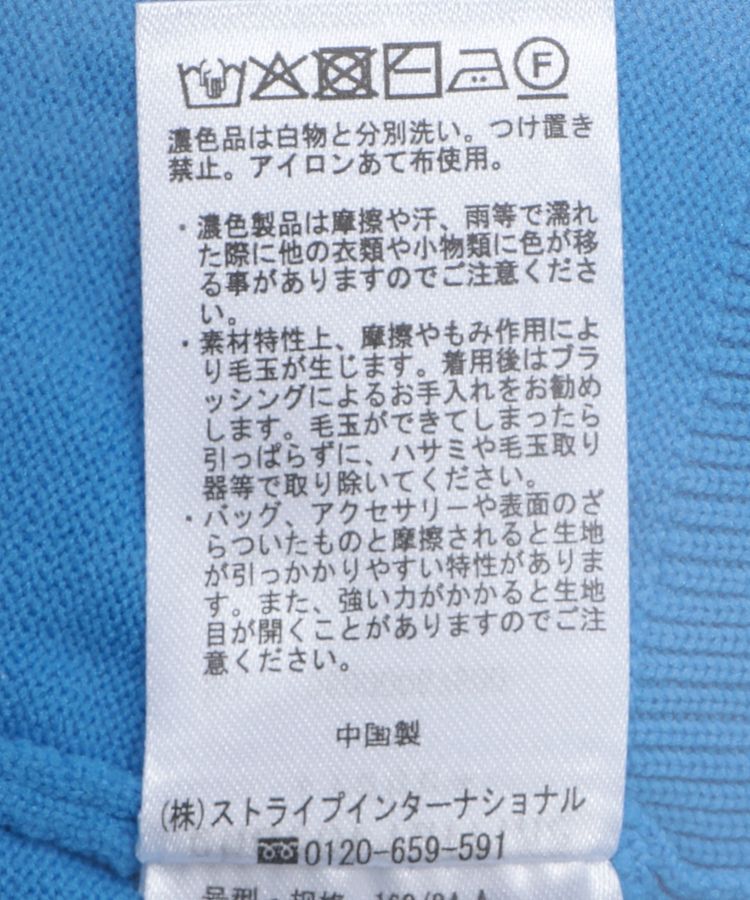 F
濃色品は白物と分別洗い。つけ置き
禁止。アイロンあて布使用。
・濃色製品は摩擦や汗、雨等で濡れ
た際に他の衣類や小物類に色が移
る事がありますのでご注意くださ
い。
・素材特性上、摩擦やもみ作用によ
り毛玉が生じます。着用後はブラ
ッシングによるお手入れをお勧め
します。毛玉ができてしまったら
引っぱらずに、ハサミや毛玉取り
器等で取り除いてください。
・バッグ、アクセサリーや表面のざ
らついたものと摩擦されると生地
が引っかかりやすい特性がありま
す。また、強い力がかかると生地
目が開くことがありますのでご注
意ください。
中国製
(株)ストライプインターナショナル
0120-659-591